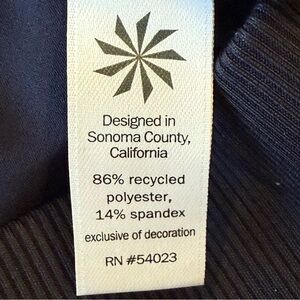 Designed in
Sonoma County,
California
86% recycled
polyester,
14% spandex
exclusive of decoration
RN #54023